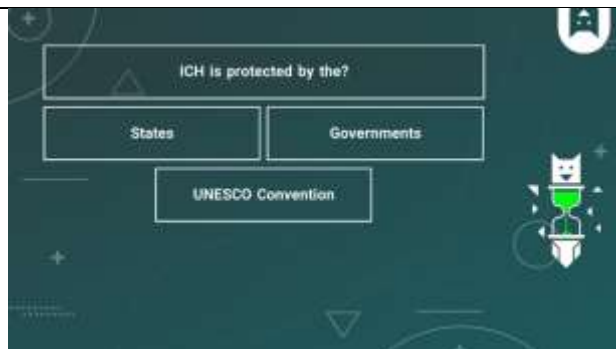 ICH is protected by the?
States
Governments
UNESCO Convention